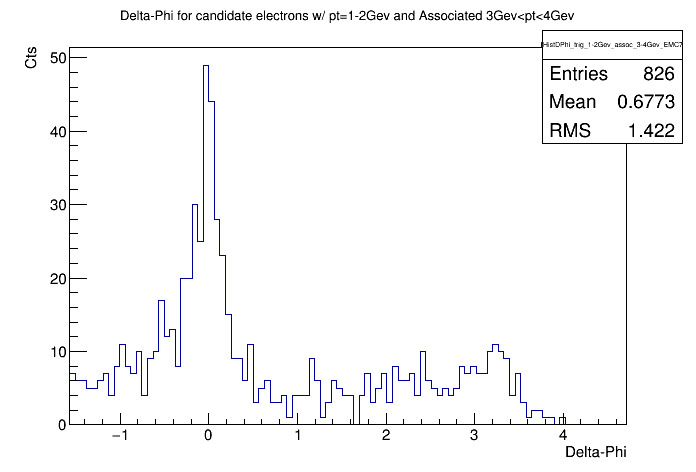 Delta-Phi for candidate electrons w/ pt=1-2Gev and Associated 3Gev<pt<4Gev
HistDPhi_trig_1-2Gev_assoc_3-4Gev_EMC7
Entries 826
Mean 0.6773
RMS 1.422
Cts
50
40
30
20
10
0
−1 0 1 2 3 4
Delta-Phi